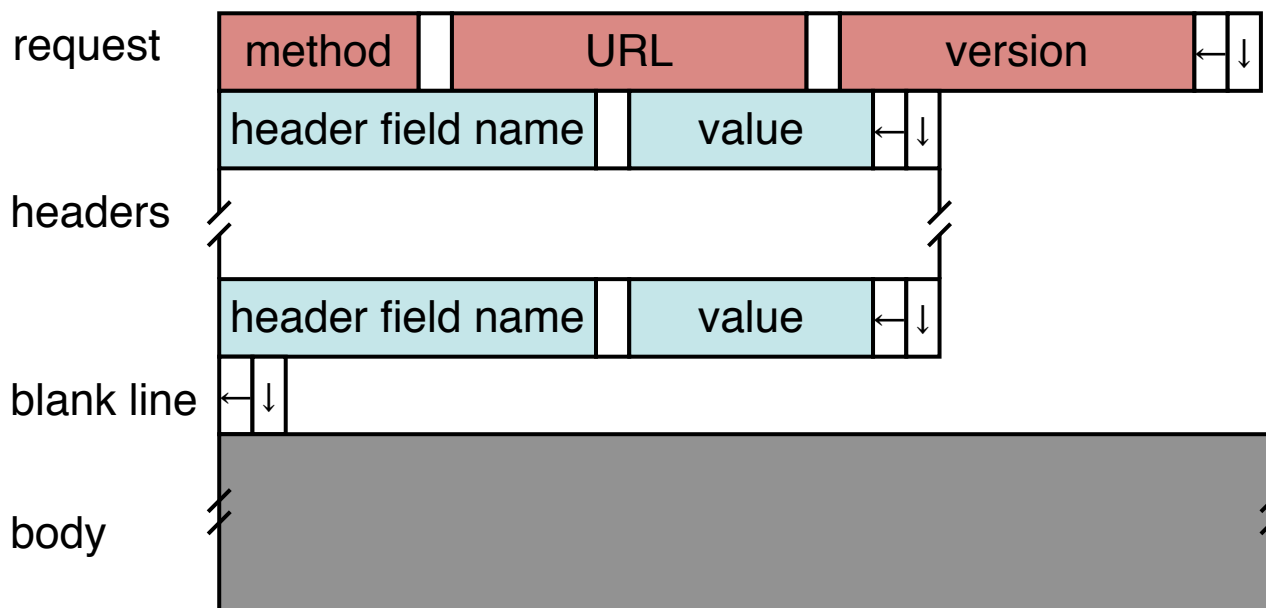 request method URL version ← ↓
header field name value ← ↓
headers
header field name value ← ↓
blank line ← ↓
body